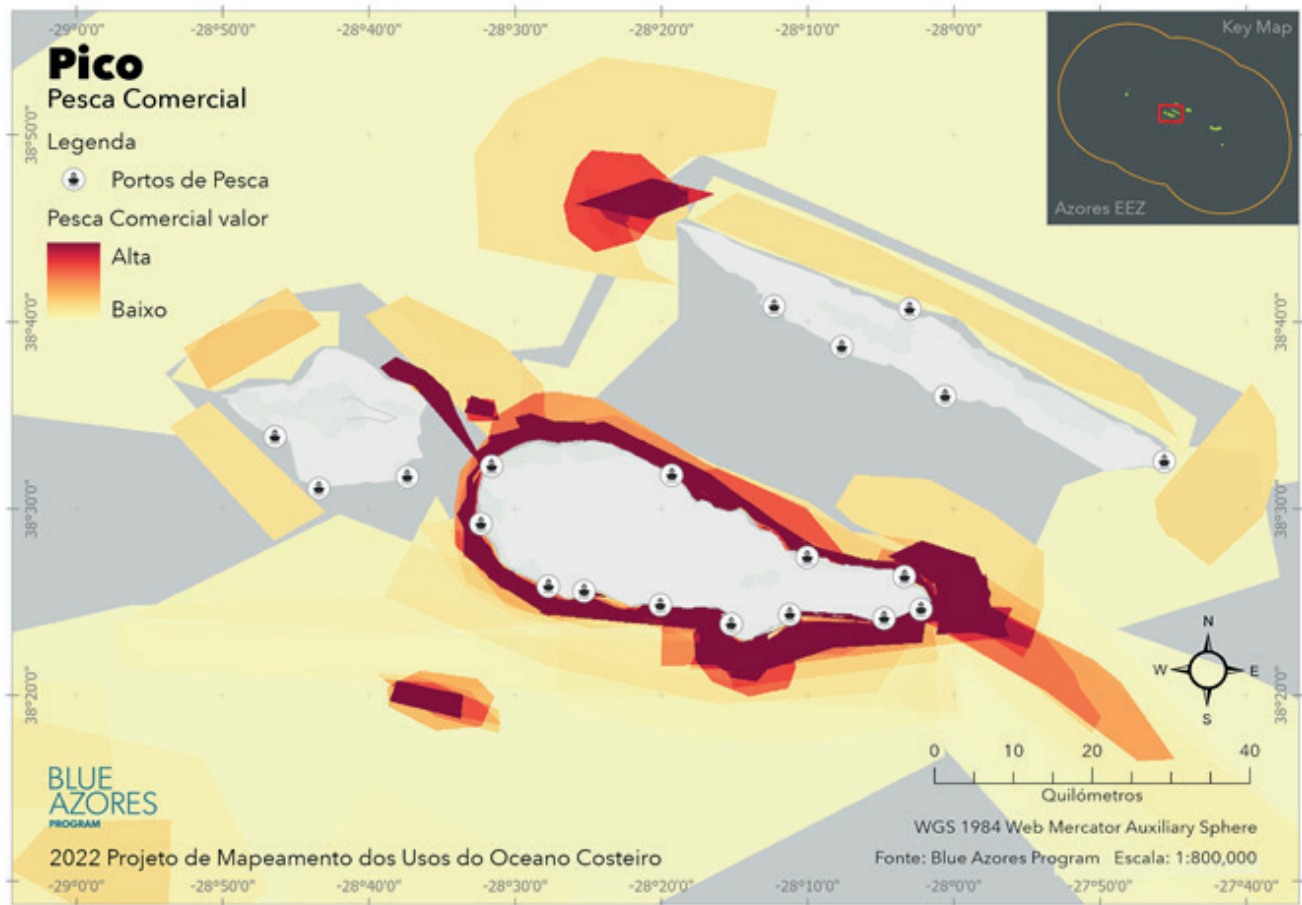 -29°0'0"
-28°50'0"
-28°40'0"
-28°30'0"
-28°20'0"
-28°10'0"
-28°0'0"
Key Map
Azores EEZ
Pico
Pesca Comercial
Legenda
Portos de Pesca
Pesca Comercial valor
Alta
Baixo
38°50'0"
38°50'0"
38°40'0"
38°40'0"
38°30'0"
38°30'0"
38°20'0"
38°20'0"
N
W
E
S
0 10 20 40
Quilómetros
WGS 1984 Web Mercator Auxiliary Sphere
Fonte: Blue Azores Program Escala: 1:800,000
BLUE
AZORES
PROGRAM
2022 Projeto de Mapeamento dos Usos do Oceano Costeiro
-29°0'0"
-28°50'0"
-28°40'0"
-28°30'0"
-28°20'0"
-28°10'0"
-28°0'0"
-27°50'0"
-27°40'0"